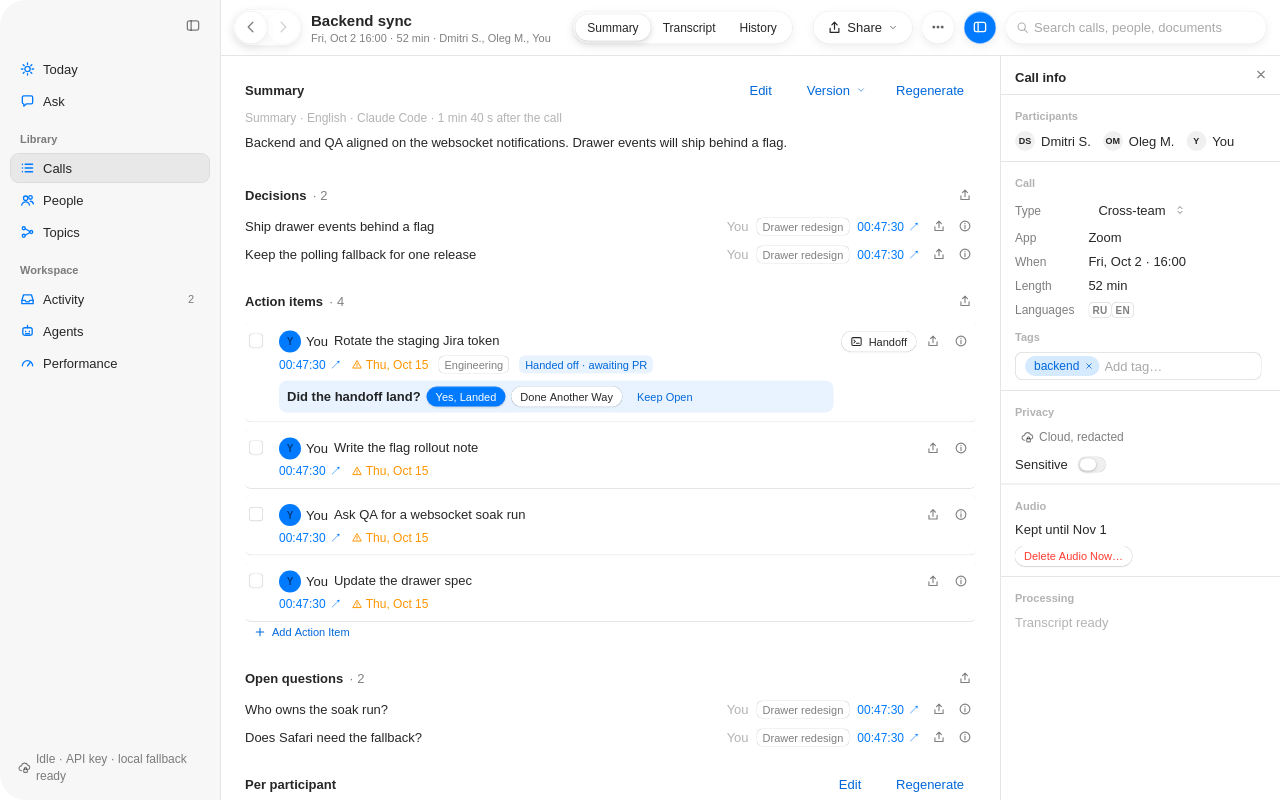 Today
Ask
Library
Calls
People
Topics
Workspace
Activity 2
Agents
Performance
Idle · API key · local fallback
ready
Backend sync
Fri, Oct 2 16:00 · 52 min · Dmitri S., Oleg M., You
Summary Transcript History
Share
Search calls, people, documents
Summary Edit Version Regenerate
Summary · English · Claude Code · 1 min 40 s after the call
Backend and QA aligned on the websocket notifications. Drawer events will ship behind a flag.
Decisions · 2
Ship drawer events behind a flag You Drawer redesign 00:47:30
Keep the polling fallback for one release You Drawer redesign 00:47:30
Action items · 4
Y You Rotate the staging Jira token Handoff
00:47:30 Thu, Oct 15 Engineering Handed off · awaiting PR
Did the handoff land? Yes, Landed Done Another Way Keep Open
Y You Write the flag rollout note
00:47:30 Thu, Oct 15
Y You Ask QA for a websocket soak run
00:47:30 Thu, Oct 15
Y You Update the drawer spec
00:47:30 Thu, Oct 15
Add Action Item
Open questions · 2
Who owns the soak run? You Drawer redesign 00:47:30
Does Safari need the fallback? You Drawer redesign 00:47:30
Per participant Edit Regenerate
Call info
Participants
DS Dmitri S. OM Oleg M. Y You
Call
Type Cross-team
App Zoom
When Fri, Oct 2 · 16:00
Length 52 min
Languages RU EN
Tags
backend × Add tag…
Privacy
Cloud, redacted
Sensitive
Audio
Kept until Nov 1
Delete Audio Now…
Processing
Transcript ready